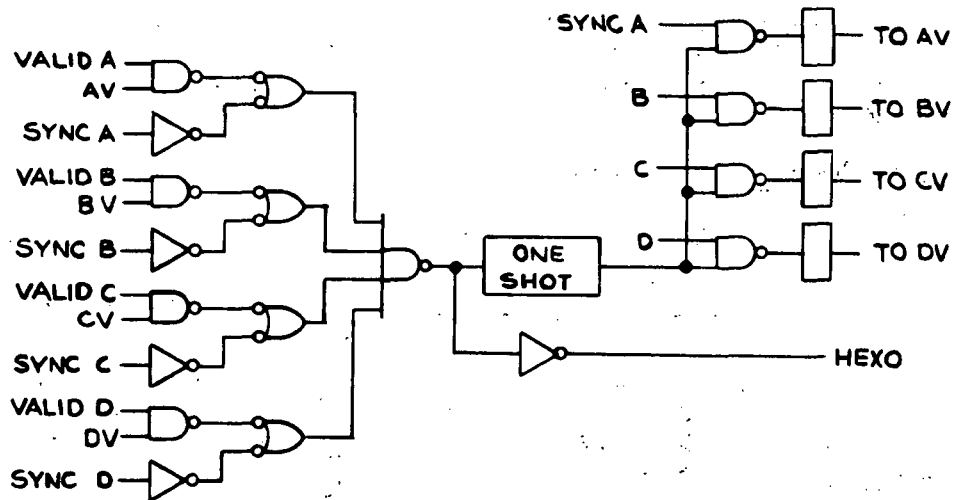 VALID A
AV
SYNC A
VALID B
BV
SYNC B
VALID C
CV
SYNC C
VALID D
DV
SYNC D
ONE
SHOT
SYNC A
TO AV
B
TO BV
C
TO CV
D
TO DV
HEXO